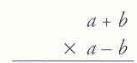 a + b
× a − b